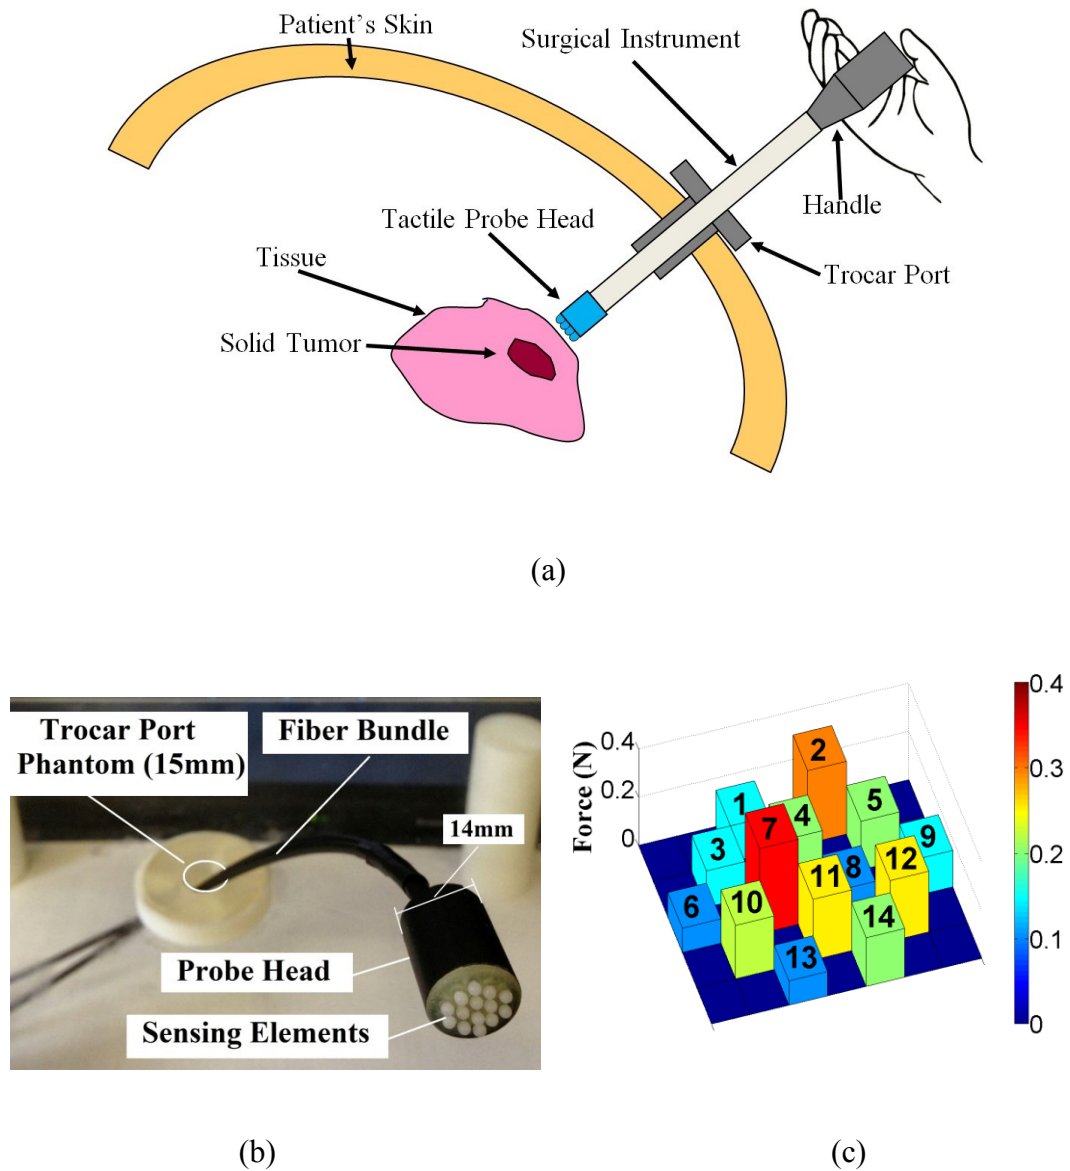 Patient's Skin
Surgical Instrument
Handle
Tactile Probe Head
Tissue
Trocar Port
Solid Tumor
(a)
Trocar Port
Phantom (15mm)
Fiber Bundle
14mm
Probe Head
Sensing Elements
(b)
Force (N)
0.4
0.2
0
1
2
3
4
5
6
7
8
9
10
11
12
13
14
0.4
0.3
0.2
0.1
0
(c)